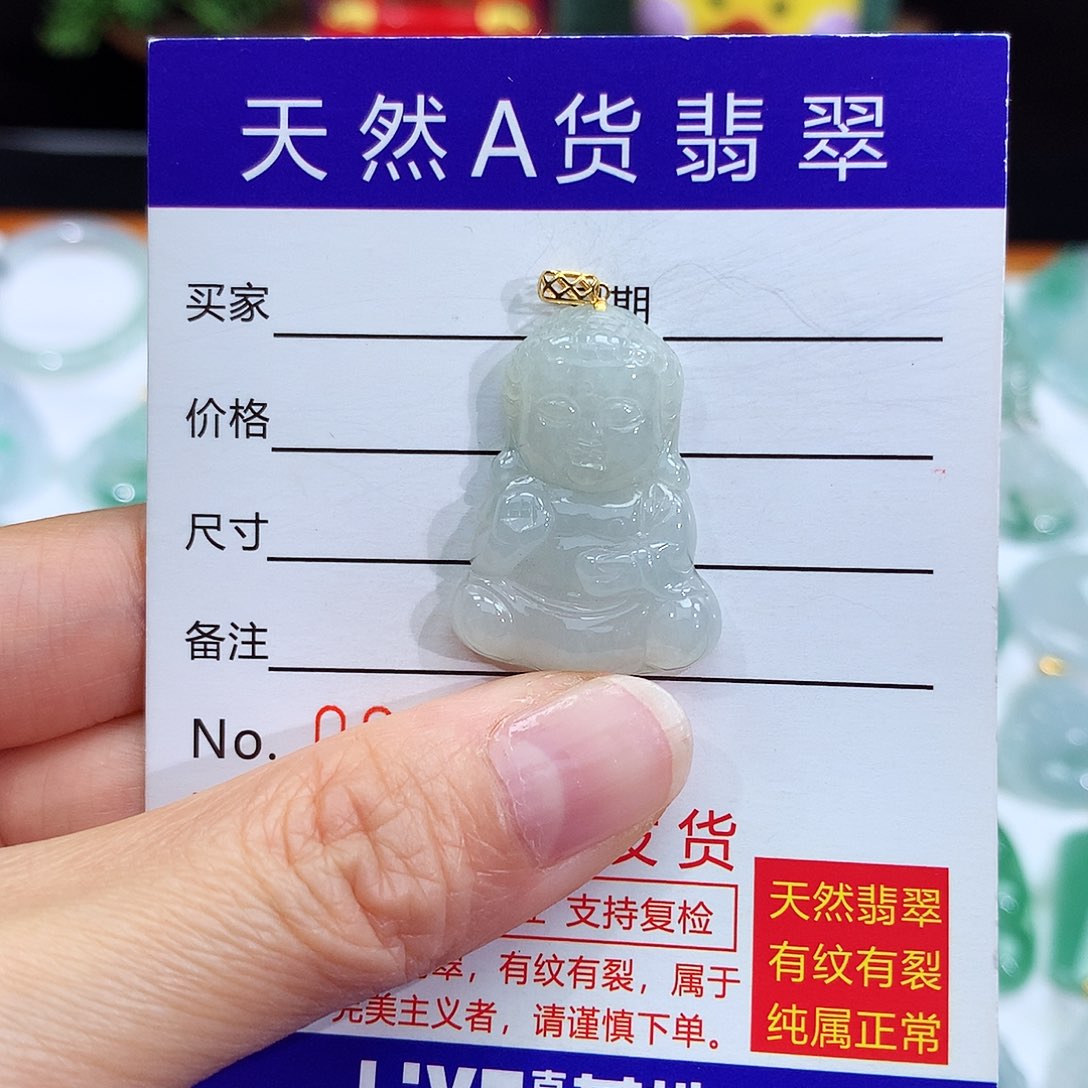 天然A货翡翠
买家 期
价格
尺寸
备注
No.
货
支持复检
有纹有裂，属于
完美主义者，请谨慎下单。
天然翡翠
有纹有裂
纯属正常